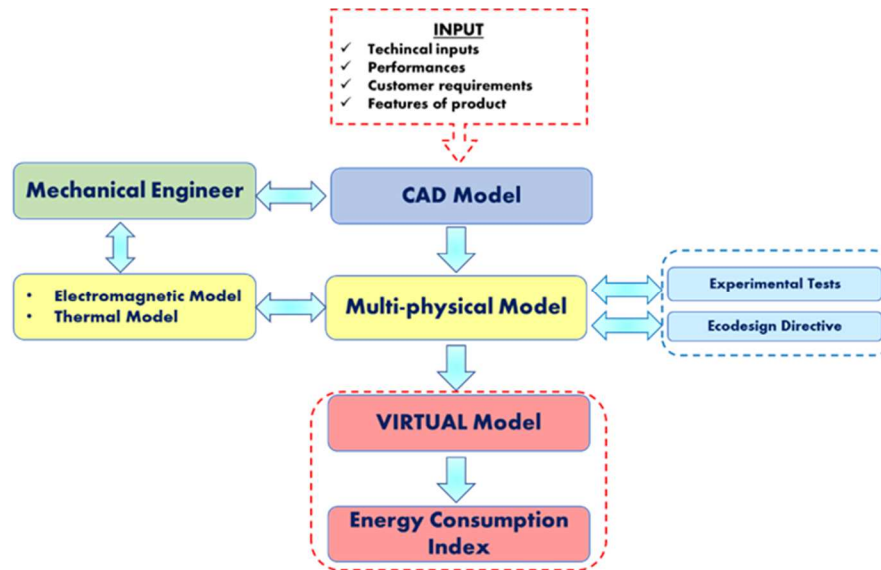 INPUT
✓ Techincal inputs
✓ Performances
✓ Customer requirements
✓ Features of product
Mechanical Engineer
CAD Model
• Electromagnetic Model
• Thermal Model
Multi-physical Model
Experimental Tests
Ecodesign Directive
VIRTUAL Model
Energy Consumption
Index